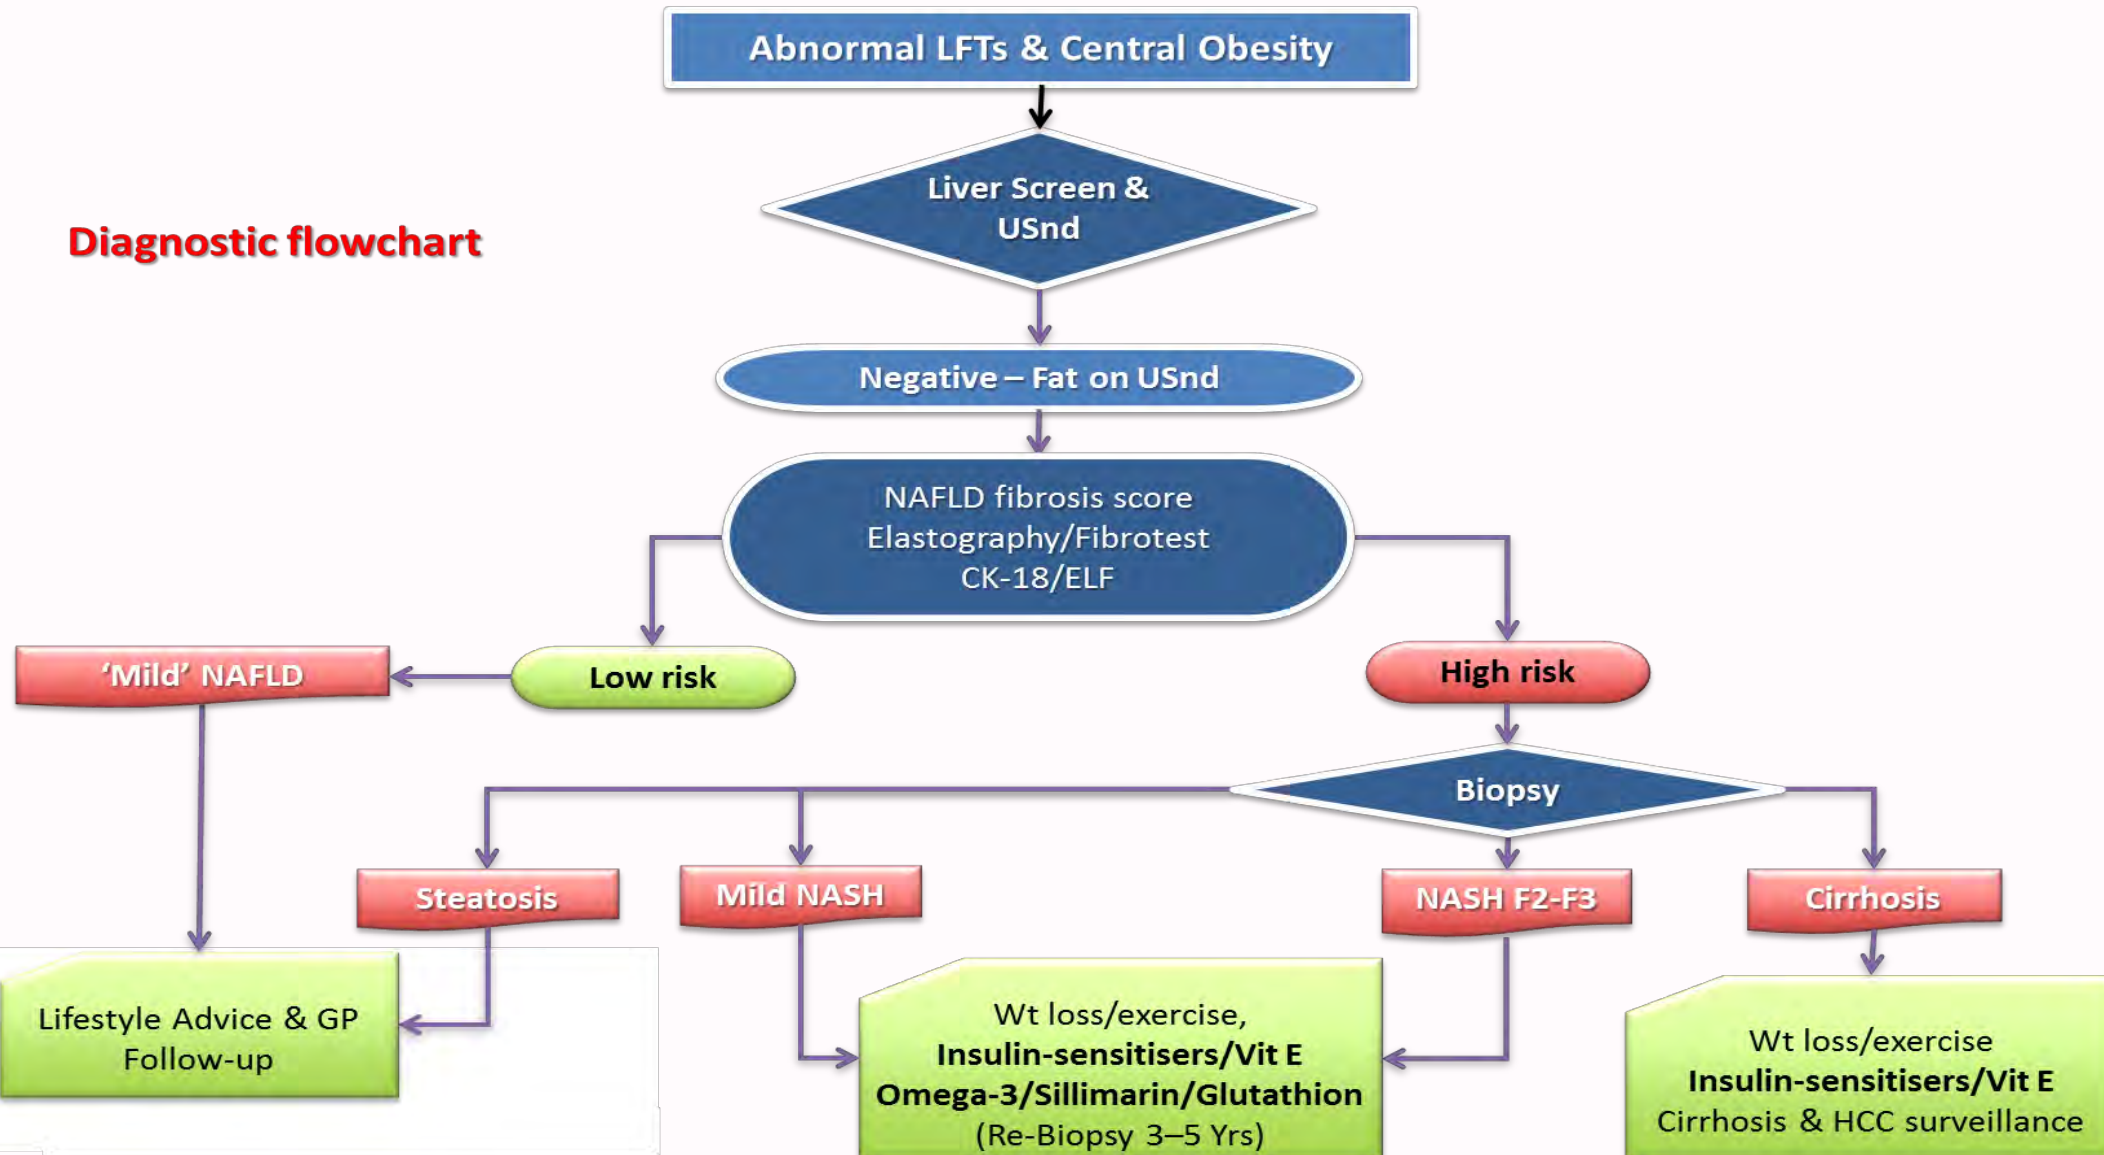 Abnormal LFTs & Central Obesity
Liver Screen &
USnd
Diagnostic flowchart
Negative – Fat on USnd
NAFLD fibrosis score
Elastography/Fibrotest
CK-18/ELF
‘Mild’ NAFLD
Low risk
High risk
Biopsy
Steatosis
Mild NASH
NASH F2-F3
Cirrhosis
Lifestyle Advice & GP
Follow-up
Wt loss/exercise,
Insulin-sensitisers/Vit E
Omega-3/Sillimarin/Glutathion
(Re-Biopsy 3–5 Yrs)
Wt loss/exercise
Insulin-sensitisers/Vit E
Cirrhosis & HCC surveillance